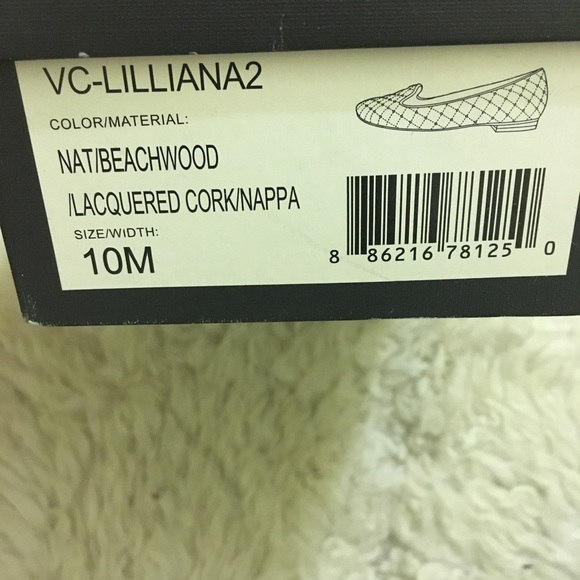 VC-LILLIANA2
COLOR/MATERIAL:
NAT/BEACHWOOD
/LACQUERED CORK/NAPPA
SIZE/WIDTH:
10M
8 86216 78125 0